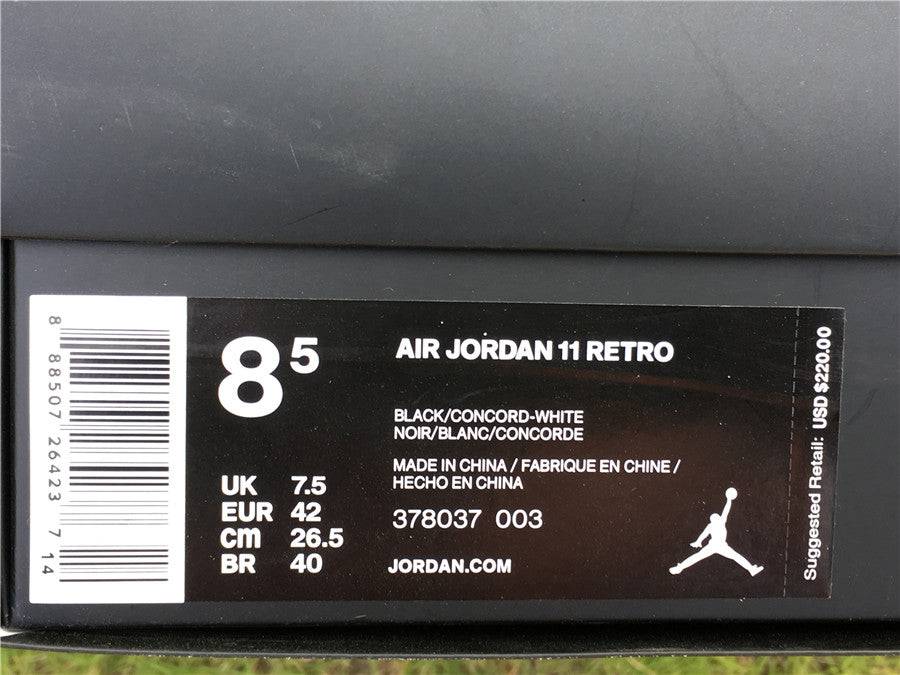 8 88507 26423 7 14
8 5
AIR JORDAN 11 RETRO
BLACK/CONCORD-WHITE
NOIR/BLANC/CONCORDE
MADE IN CHINA / FABRIQUE EN CHINE /
HECHO EN CHINA
UK 7.5
EUR 42
cm 26.5
BR 40
378037 003
JORDAN.COM
Suggested Retail: USD $220.00